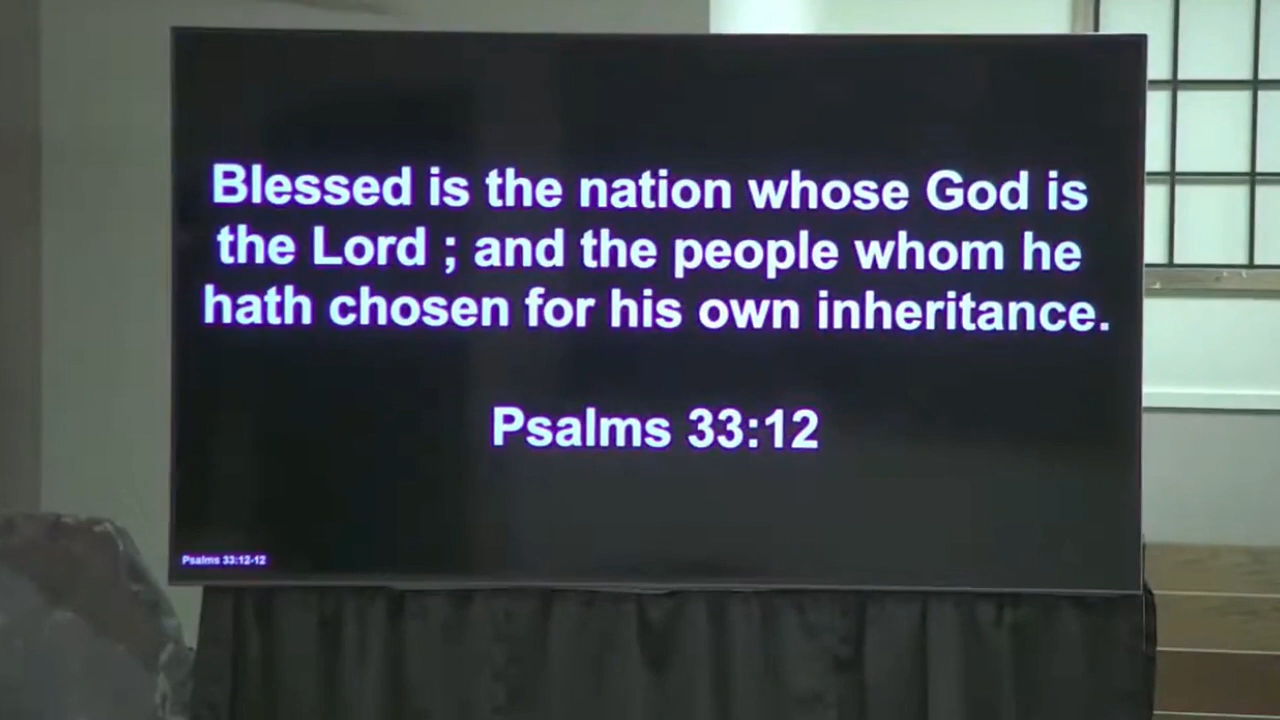 Blessed is the nation whose God is
the Lord ; and the people whom he
hath chosen for his own inheritance.
Psalms 33:12
Psalms 33:12-12